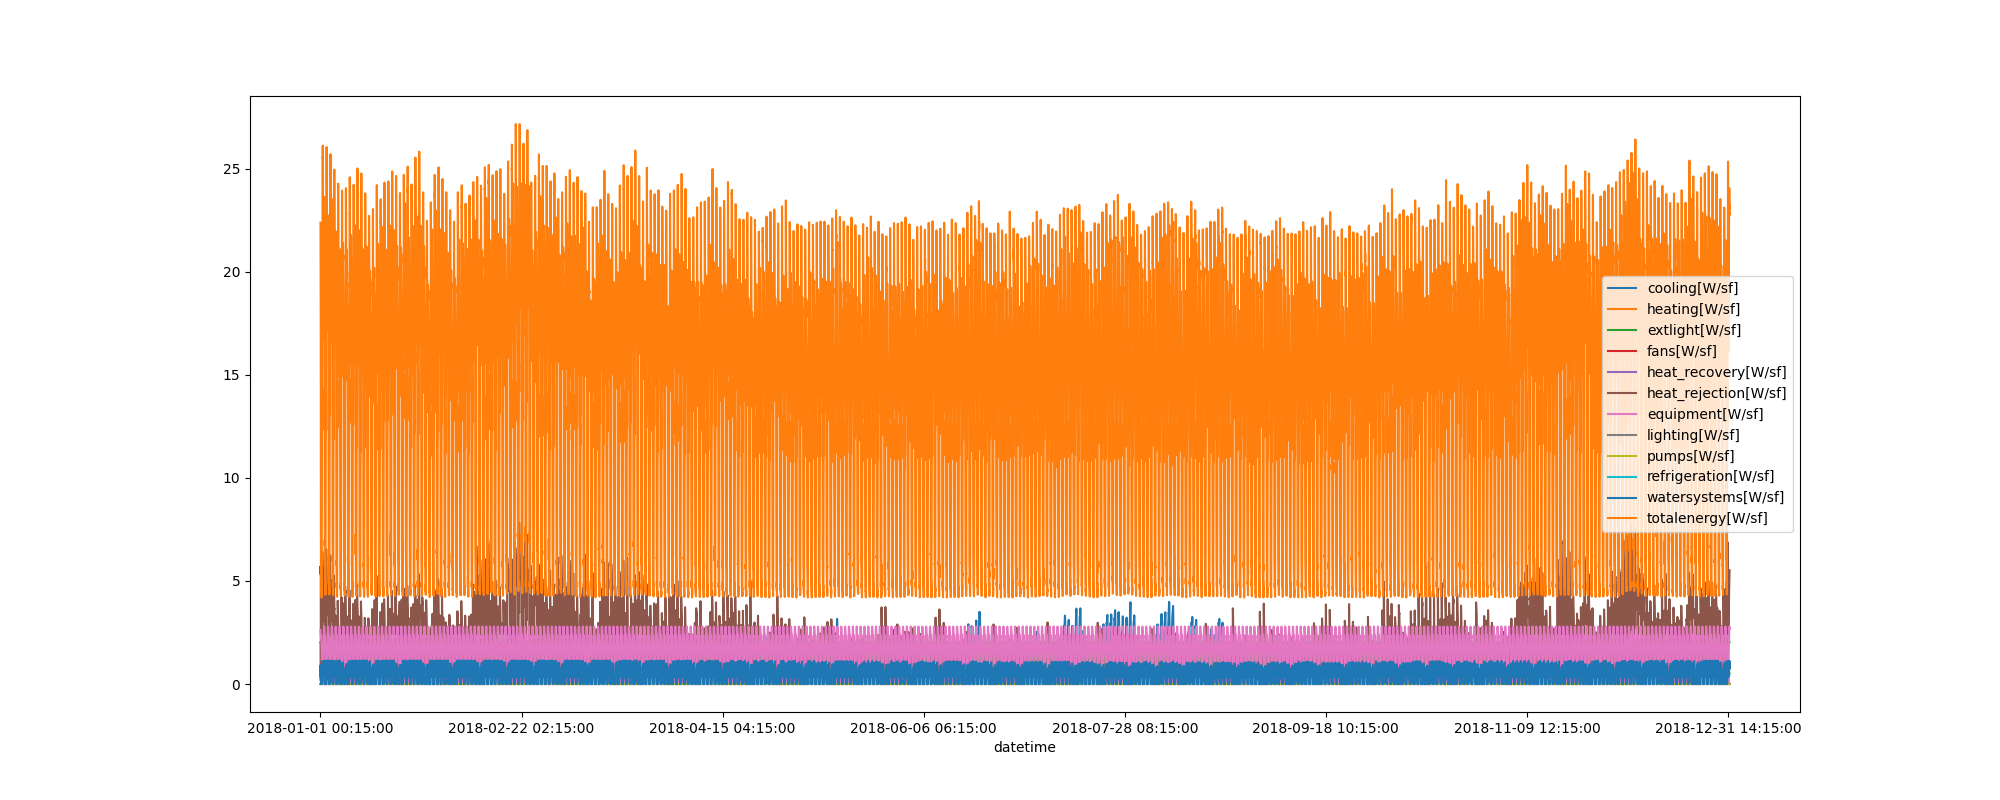 25
20
15
10
5
0
cooling[W/sf]
heating[W/sf]
extlight[W/sf]
fans[W/sf]
heat_recovery[W/sf]
heat_rejection[W/sf]
equipment[W/sf]
lighting[W/sf]
pumps[W/sf]
refrigeration[W/sf]
watersystems[W/sf]
totalenergy[W/sf]
2018-01-01 00:15:00 2018-02-22 02:15:00 2018-04-15 04:15:00 2018-06-06 06:15:00 2018-07-28 08:15:00 2018-09-18 10:15:00 2018-11-09 12:15:00 2018-12-31 14:15:00
datetime